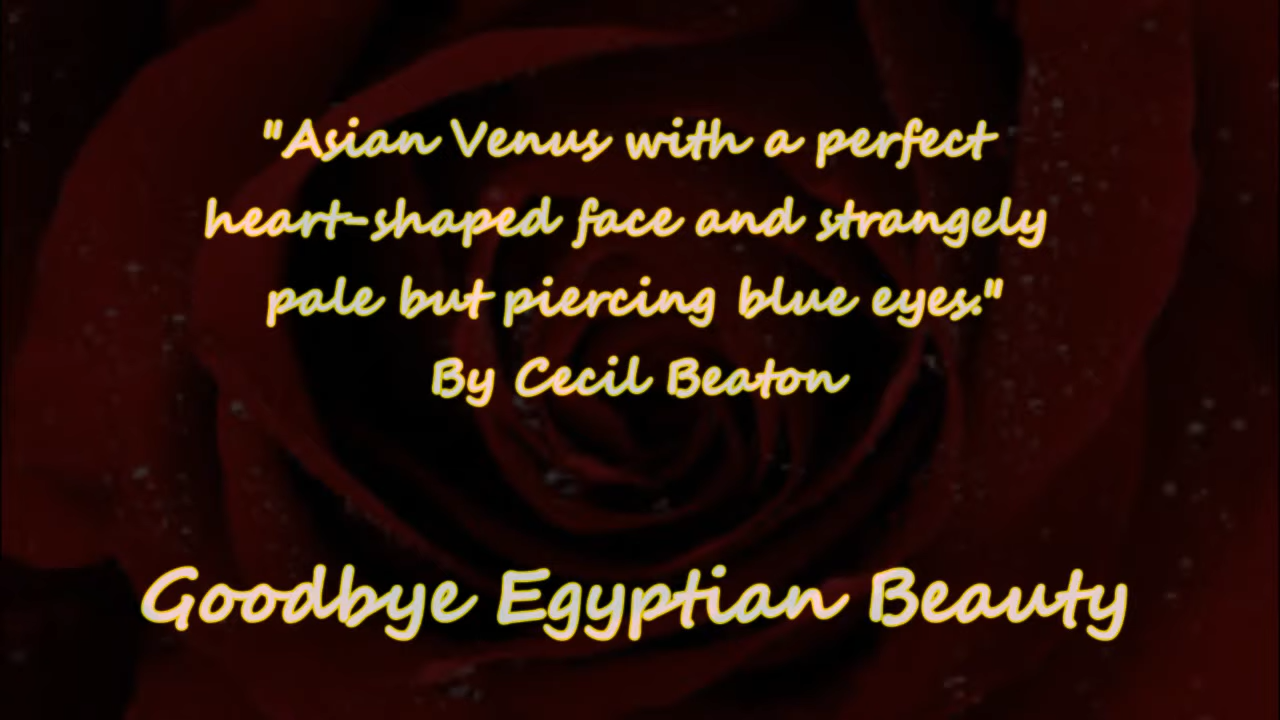 "Asian Venus with a perfect
heart-shaped face and strangely
pale but piercing blue eyes."
By Cecil Beaton
Goodbye Egyptian Beauty